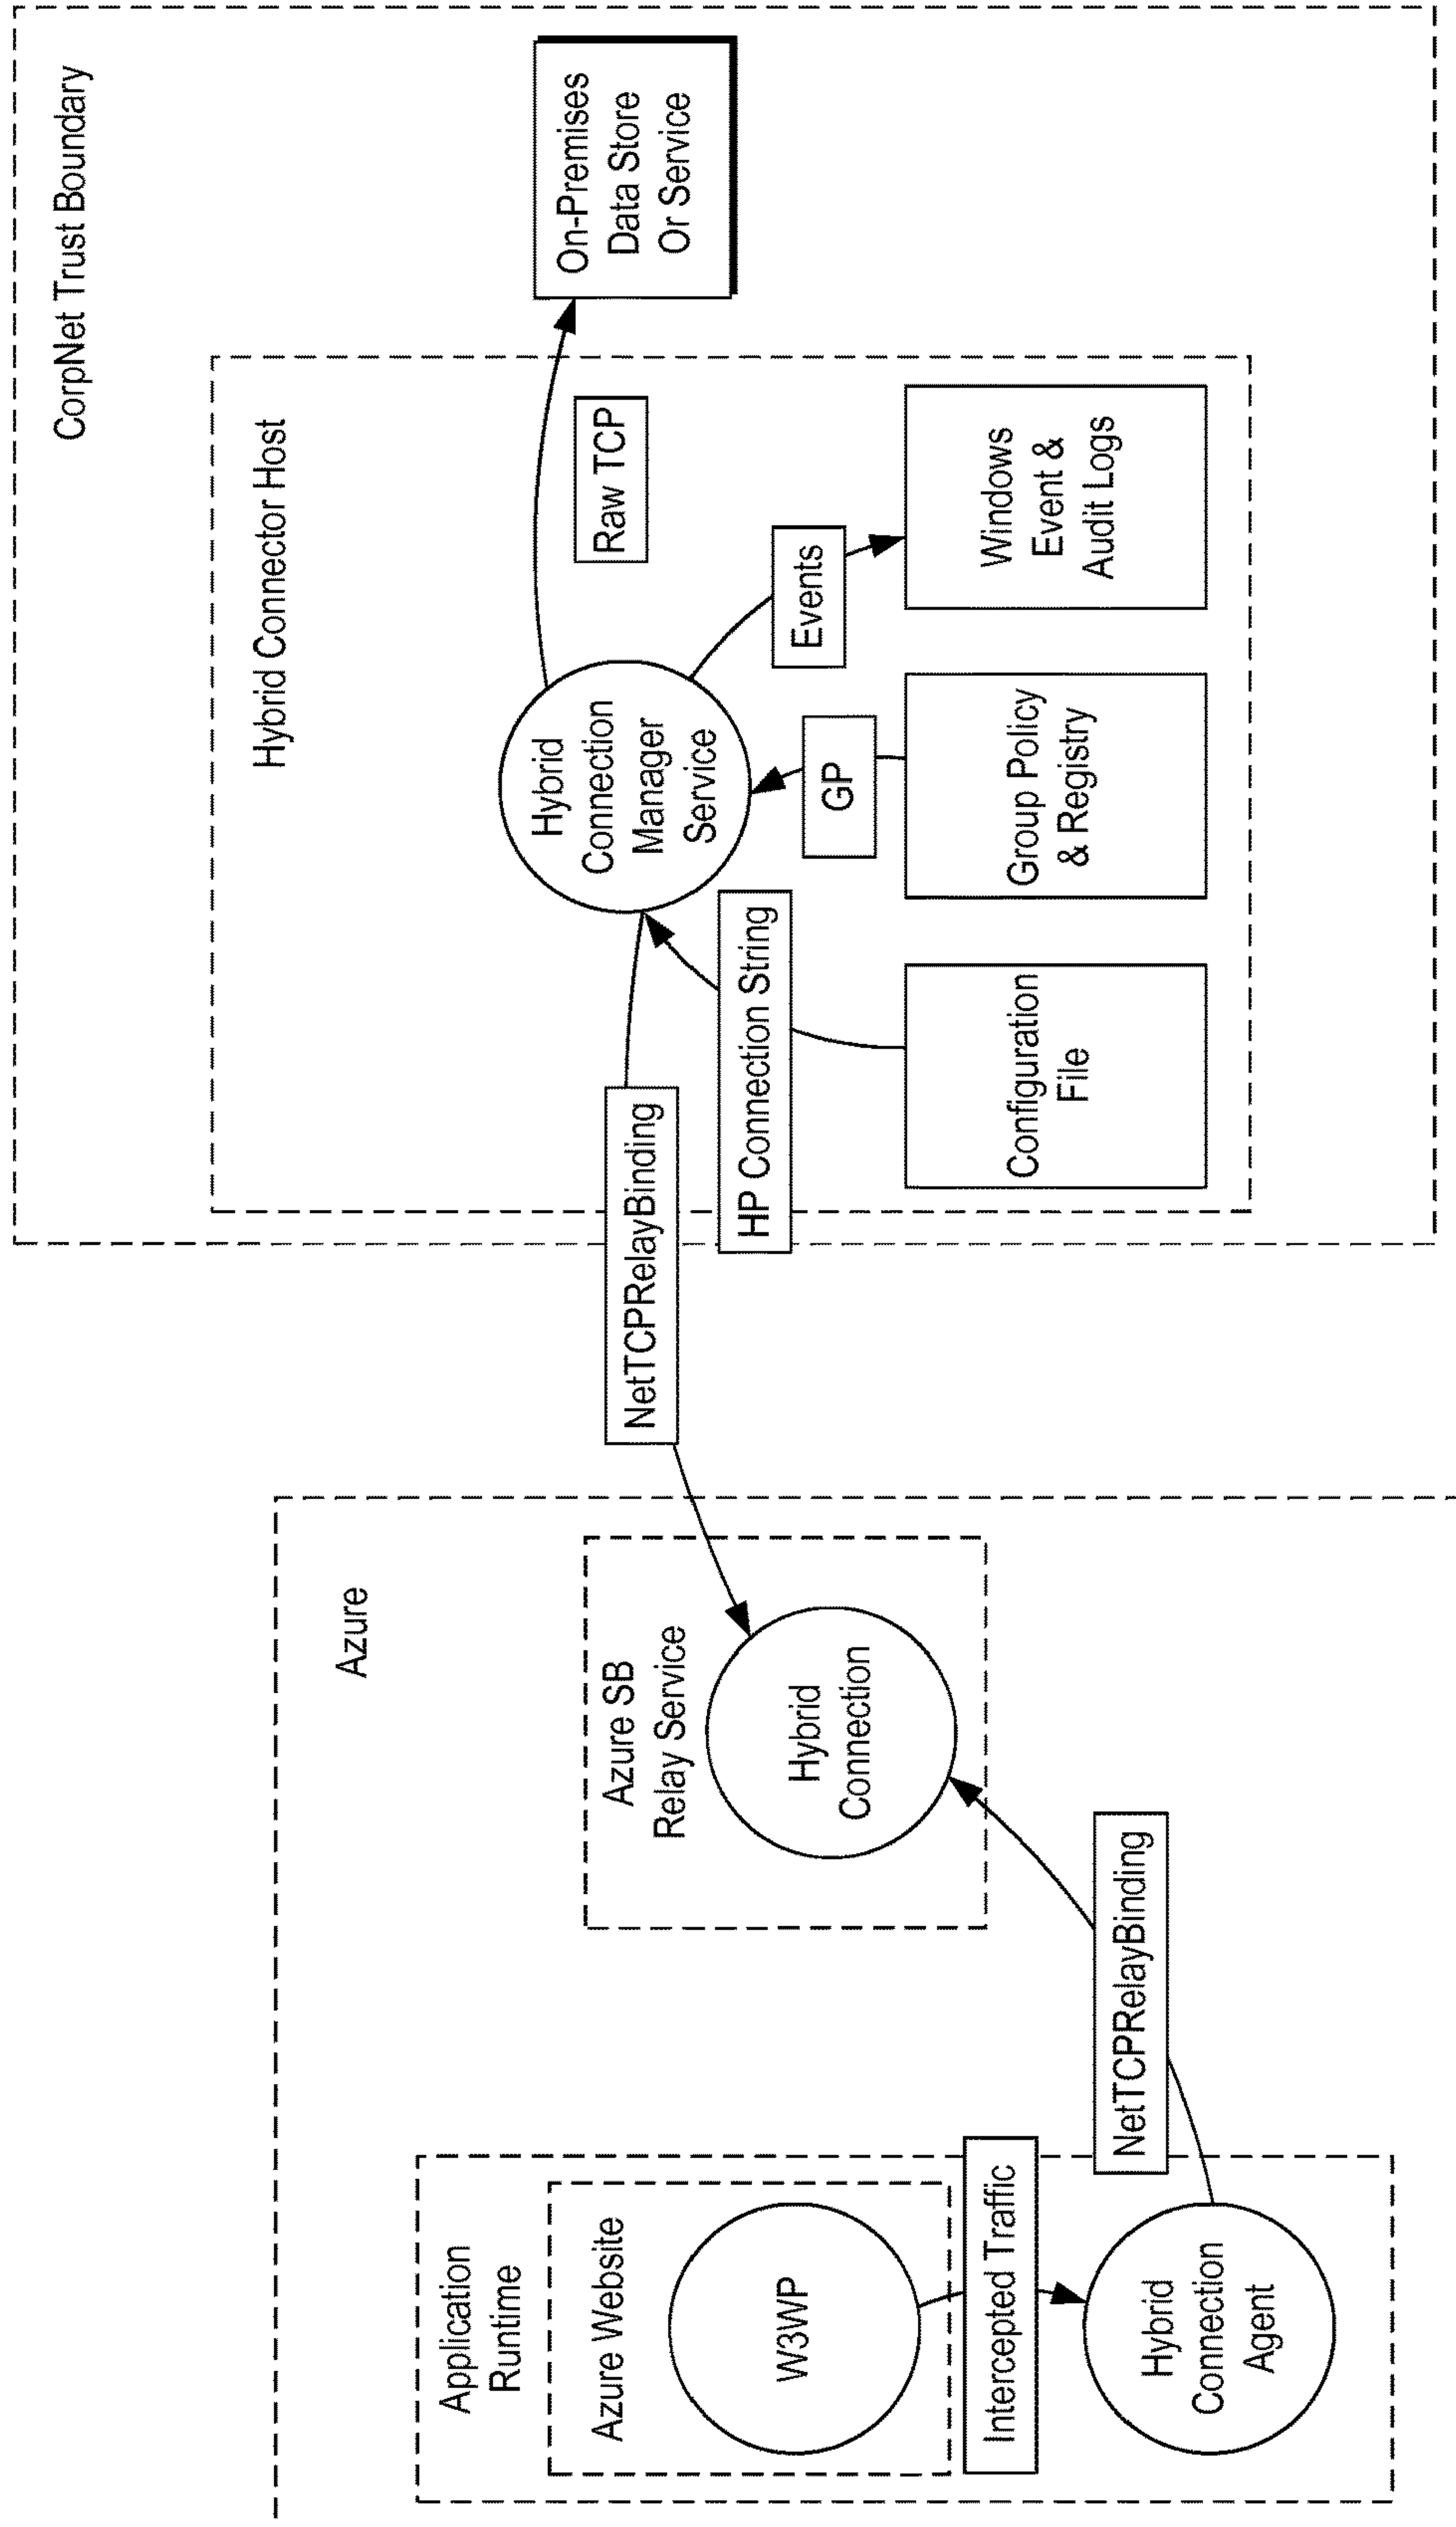 Azure
Application
Runtime
Azure Website
W3WP
Intercepted Traffic
Hybrid
Connection
Agent
NetTCPRelayBinding
Azure SB
Relay Service
Hybrid
Connection
NetTCPRelayBinding
CorpNet Trust Boundary
Hybrid Connector Host
Hybrid
Connection
Manager
Service
HP Connection String
GP
Events
Raw TCP
Configuration
File
Group Policy
& Registry
Windows
Event &
Audit Logs
On-Premises
Data Store
Or Service